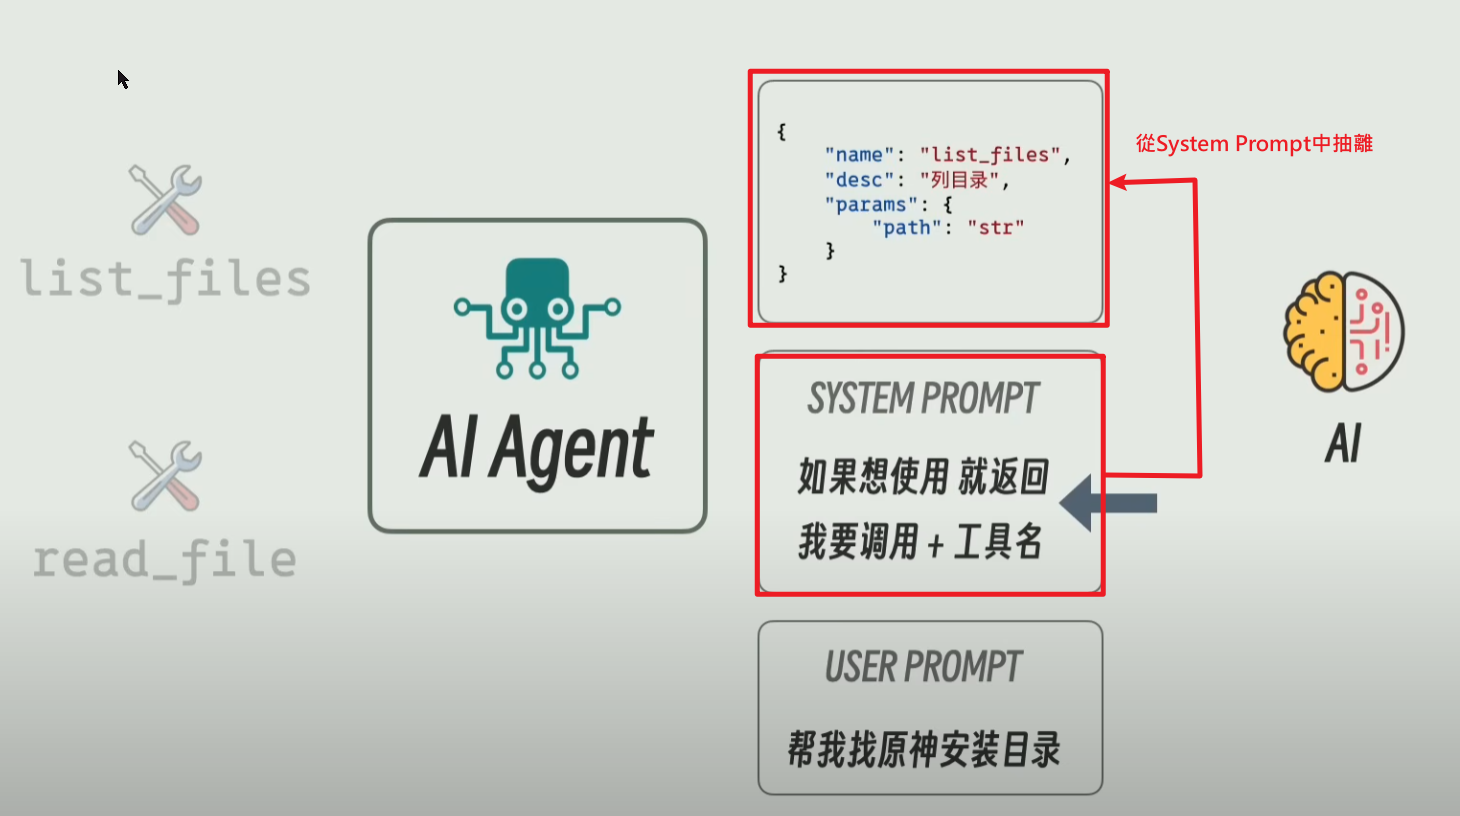 list_files
read_file
AI Agent
{
"name": "list_files",
"desc": "列目录",
"params": {
"path": "str"
}
}
從System Prompt中抽離
SYSTEM PROMPT
如果想使用 就返回
我要调用 + 工具名
USER PROMPT
帮我找原神安装目录
AI